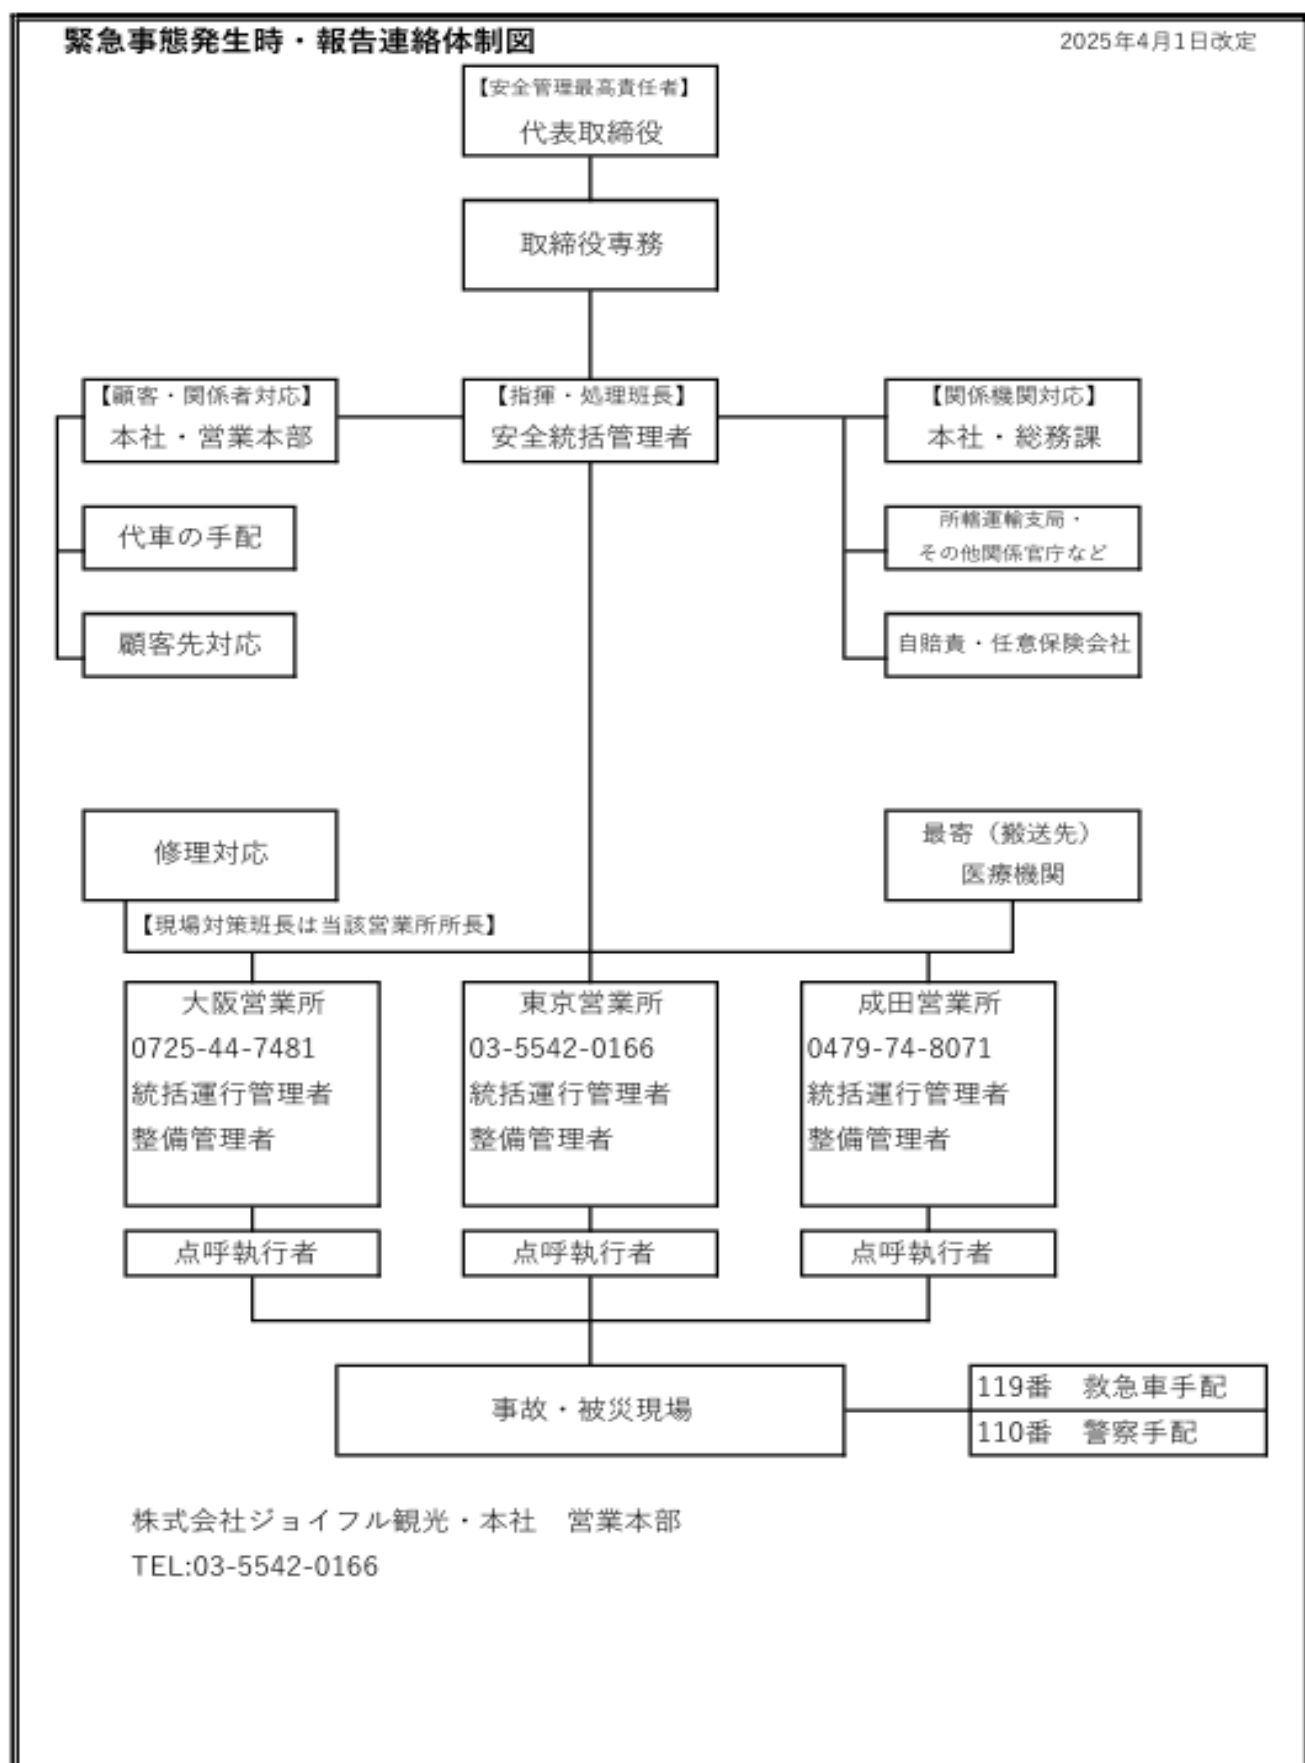 緊急事態発生時・報告連絡体制図
2025年4月1日改定
【安全管理最高責任者】
代表取締役
取締役専務
【顧客・関係者対応】
本社・営業本部
【指揮・処理班長】
安全統括管理者
【関係機関対応】
本社・総務課
代車の手配
所轄運輸支局・
その他関係官庁など
顧客先対応
自賠責・任意保険会社
修理対応
最寄（搬送先）
医療機関
【現場対策班長は当該営業所所長】
大阪営業所
0725-44-7481
統括運行管理者
整備管理者
東京営業所
03-5542-0166
統括運行管理者
整備管理者
成田営業所
0479-74-8071
統括運行管理者
整備管理者
点呼執行者
点呼執行者
点呼執行者
事故・被災現場
119番　救急車手配
110番　警察手配
株式会社ジョイフル観光・本社　営業本部
TEL:03-5542-0166